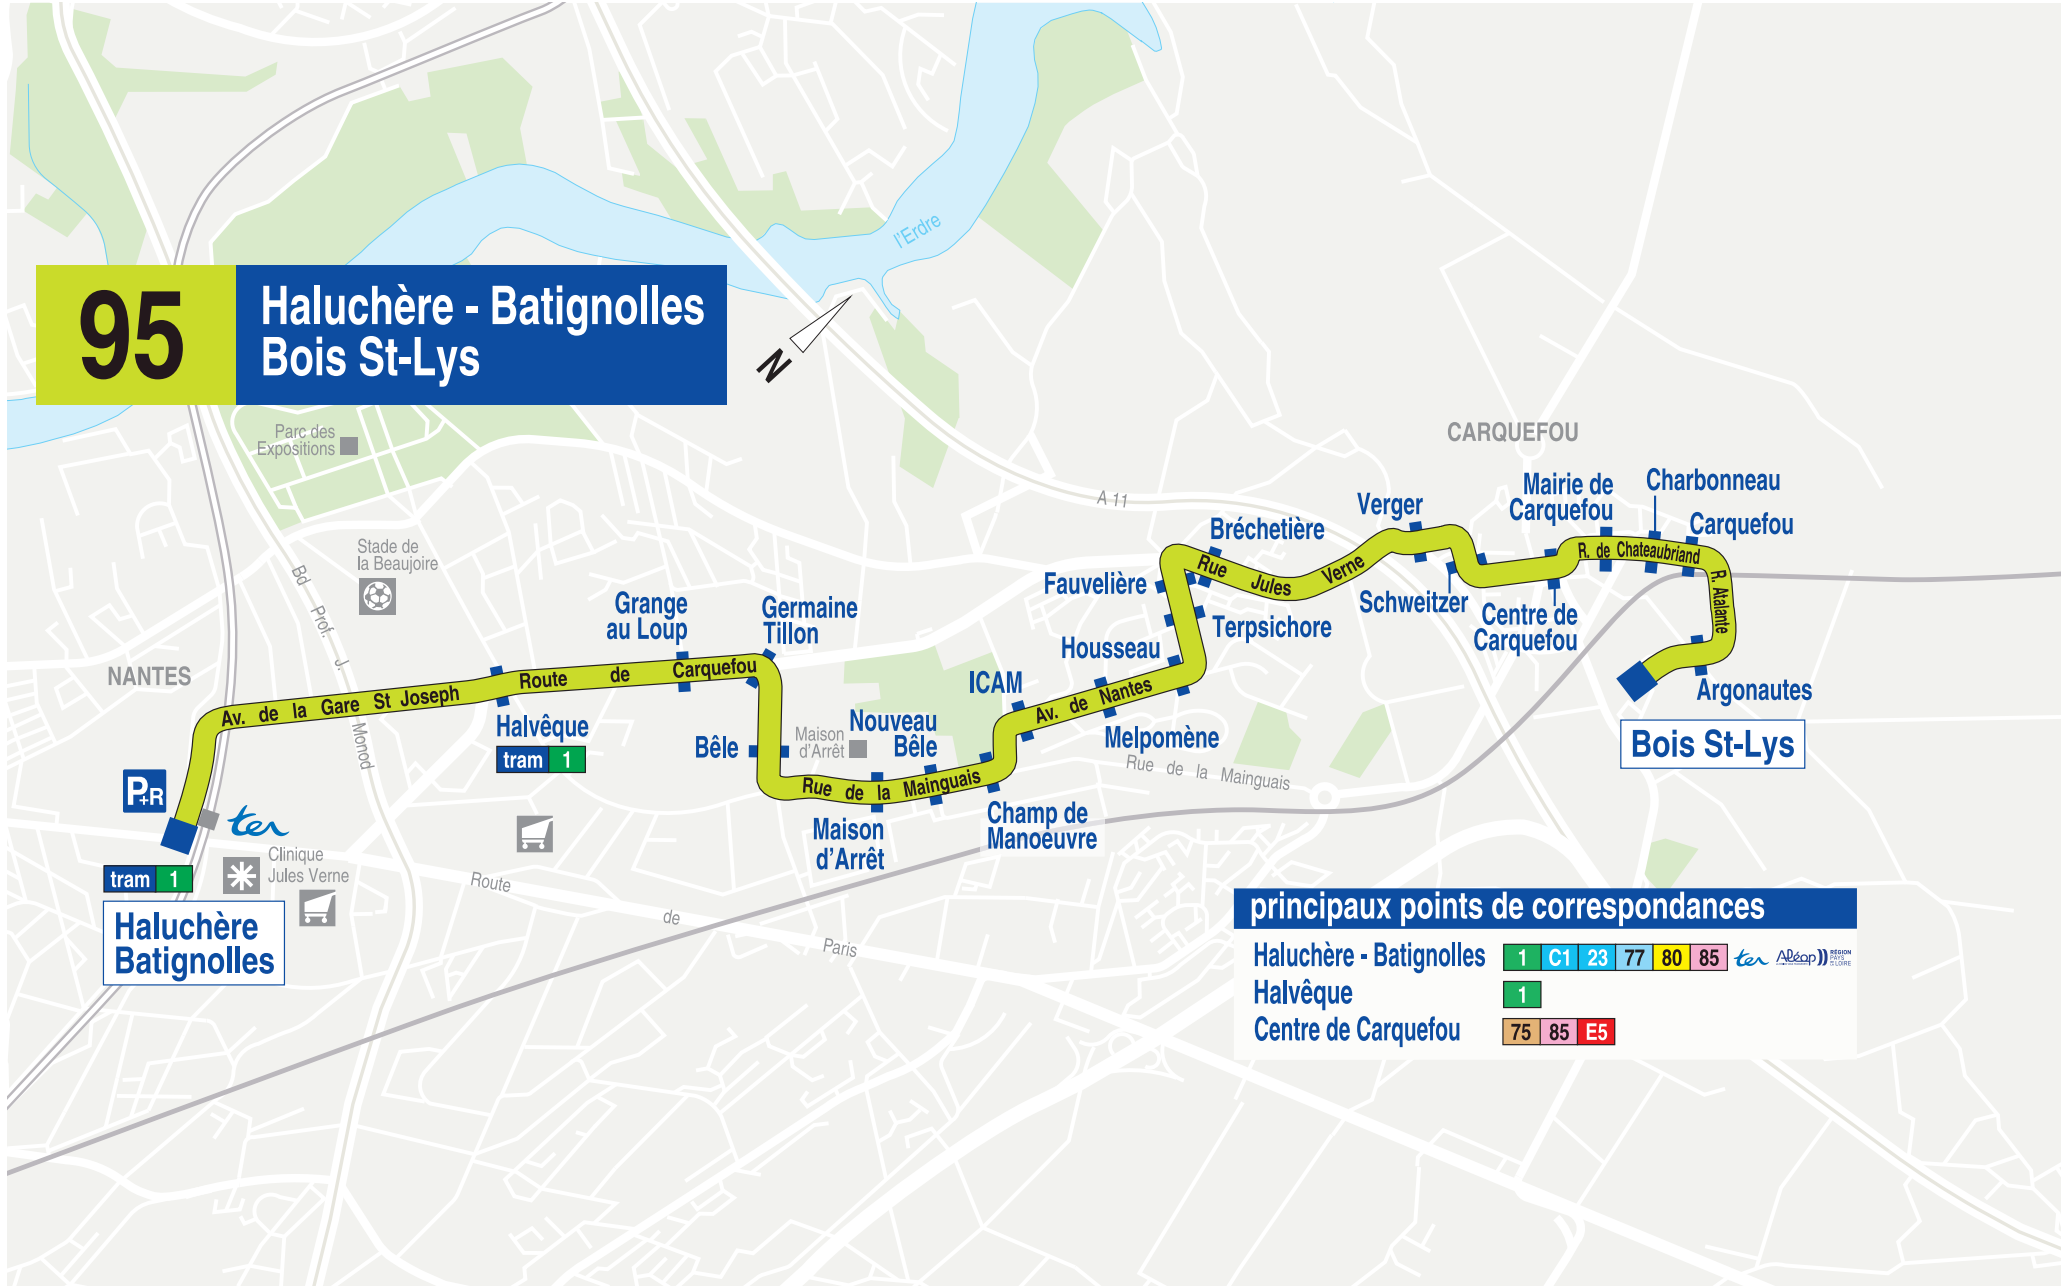 l'Erdre
95
Haluchère - Batignolles
Bois St-Lys
N
Parc des
Expositions
CARQUEFOU
A 11
Stade de
la Beaujoire
Bd Prof. J. Monod
NANTES
Av. de la Gare St Joseph
Route de Carquefou
Rue de la Mainguais
Av. de Nantes
Rue Jules Verne
R. de Chateaubriand
R. Atalante
Halvêque
tram 1
Grange
au Loup
Germaine
Tillon
Bêle
Maison
d'Arrêt
Nouveau
Bêle
Maison
d'Arrêt
Champ de
Manoeuvre
ICAM
Melpomène
Housseau
Terpsichore
Fauvelière
Bréchetière
Verger
Schweitzer
Centre de
Carquefou
Mairie de
Carquefou
Charbonneau
Carquefou
Argonautes
Bois St-Lys
Rue de la Mainguais
P+R
ter
tram 1
Haluchère
Batignolles
Clinique
Jules Verne
Route de Paris
principaux points de correspondances
Haluchère - Batignolles 1 C1 23 77 80 85 ter Aléop RÉGION PAYS DE LA LOIRE
Halvêque 1
Centre de Carquefou 75 85 E5